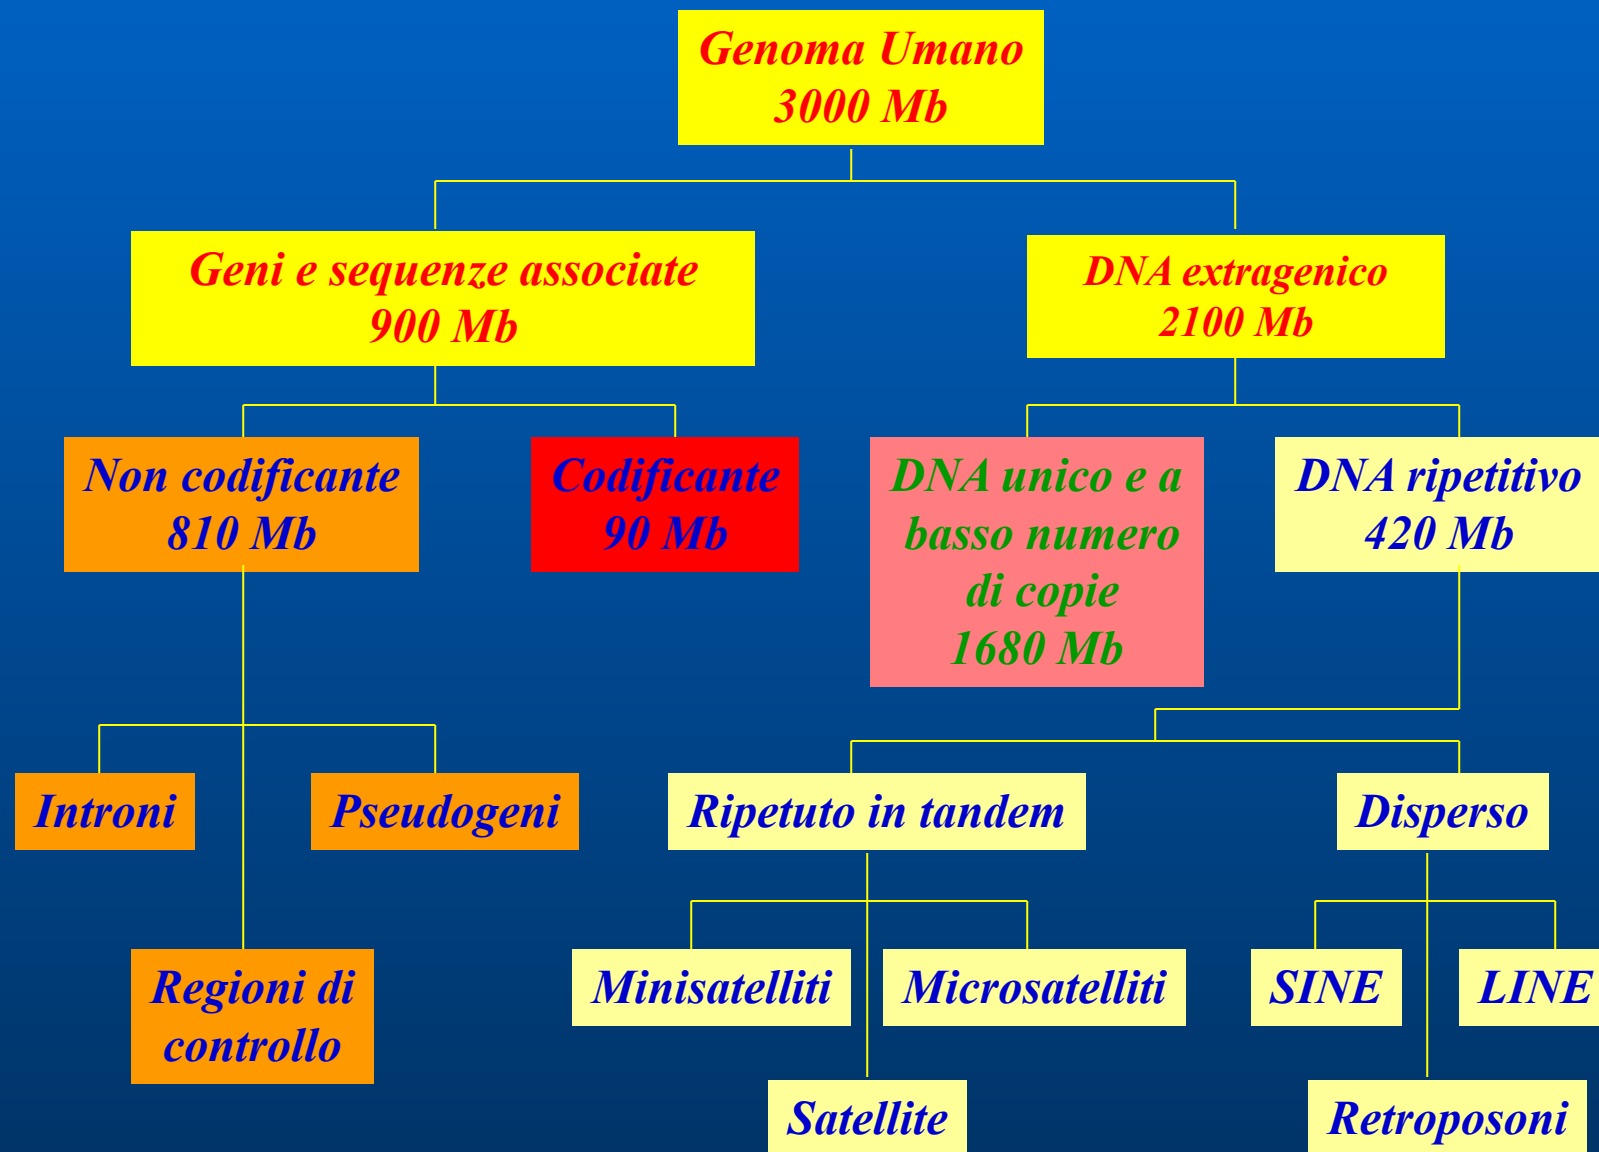 Genoma Umano
3000 Mb
Geni e sequenze associate
900 Mb
DNA extragenico
2100 Mb
Non codificante
810 Mb
Codificante
90 Mb
DNA unico e a
basso numero
di copie
1680 Mb
DNA ripetitivo
420 Mb
Introni
Pseudogeni
Ripetuto in tandem
Disperso
Regioni di
controllo
Minisatelliti
Microsatelliti
SINE
LINE
Satellite
Retroposoni